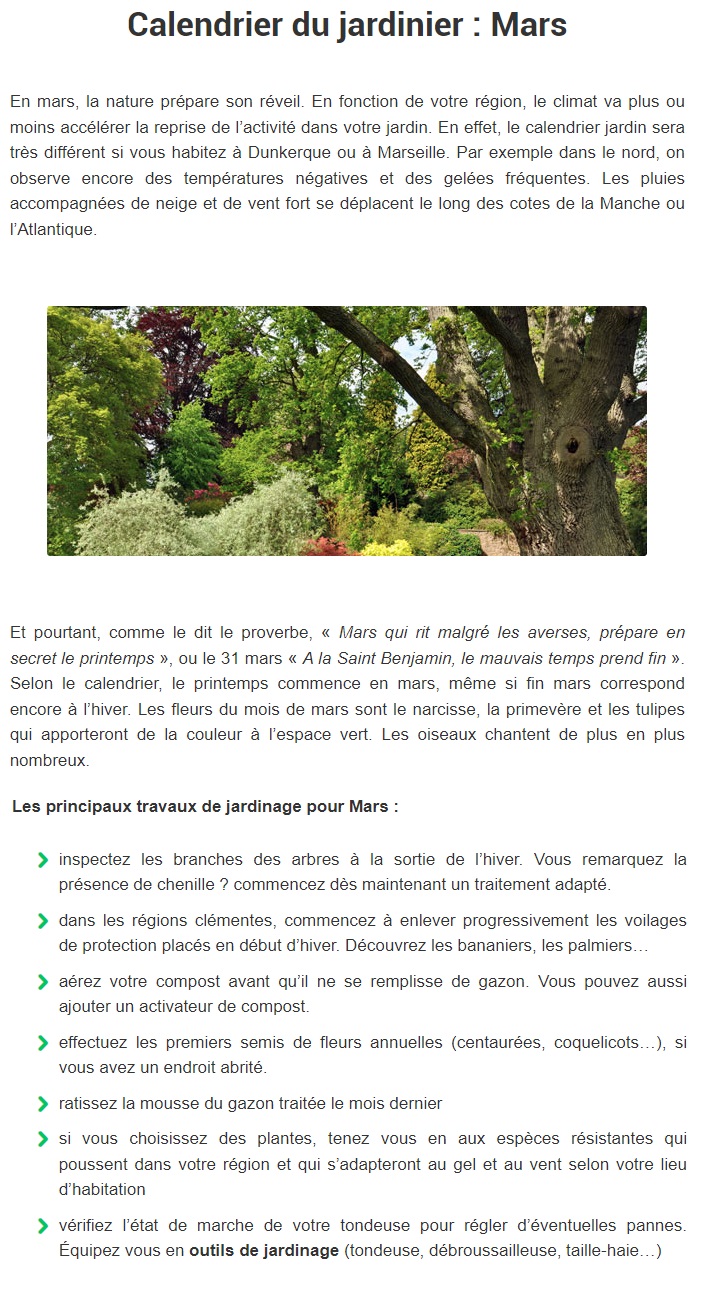 Calendrier du jardinier : Mars
En mars, la nature prépare son réveil. En fonction de votre région, le climat va plus ou
moins accélérer la reprise de l’activité dans votre jardin. En effet, le calendrier jardin sera
très différent si vous habitez à Dunkerque ou à Marseille. Par exemple dans le nord, on
observe encore des températures négatives et des gelées fréquentes. Les pluies
accompagnées de neige et de vent fort se déplacent le long des cotes de la Manche ou
l’Atlantique.
Et pourtant, comme le dit le proverbe, « Mars qui rit malgré les averses, prépare en
secret le printemps », ou le 31 mars « A la Saint Benjamin, le mauvais temps prend fin ».
Selon le calendrier, le printemps commence en mars, même si fin mars correspond
encore à l’hiver. Les fleurs du mois de mars sont le narcisse, la primevère et les tulipes
qui apporteront de la couleur à l’espace vert. Les oiseaux chantent de plus en plus
nombreux.
Les principaux travaux de jardinage pour Mars :
inspectez les branches des arbres à la sortie de l’hiver. Vous remarquez la
présence de chenille ? commencez dès maintenant un traitement adapté.
dans les régions clémentes, commencez à enlever progressivement les voilages
de protection placés en début d’hiver. Découvrez les bananiers, les palmiers…
aérez votre compost avant qu’il ne se remplisse de gazon. Vous pouvez aussi
ajouter un activateur de compost.
effectuez les premiers semis de fleurs annuelles (centaurées, coquelicots…), si
vous avez un endroit abrité.
ratissez la mousse du gazon traitée le mois dernier
si vous choisissez des plantes, tenez vous en aux espèces résistantes qui
poussent dans votre région et qui s’adapteront au gel et au vent selon votre lieu
d’habitation
vérifiez l’état de marche de votre tondeuse pour régler d’éventuelles pannes.
Équipez vous en outils de jardinage (tondeuse, débroussailleuse, taille-haie…)